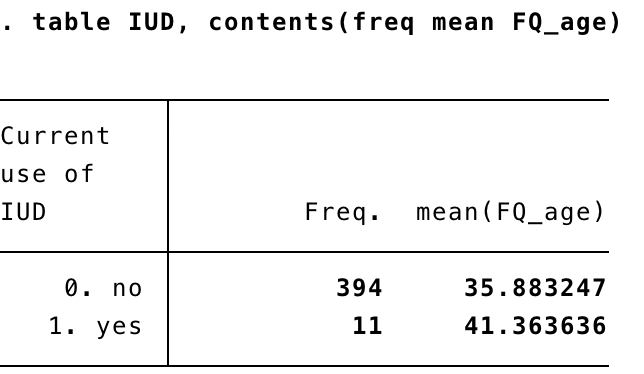 . table IUD, contents(freq mean FQ_age)
Current
use of
IUD Freq. mean(FQ_age)
0. no 394 35.883247
1. yes 11 41.363636